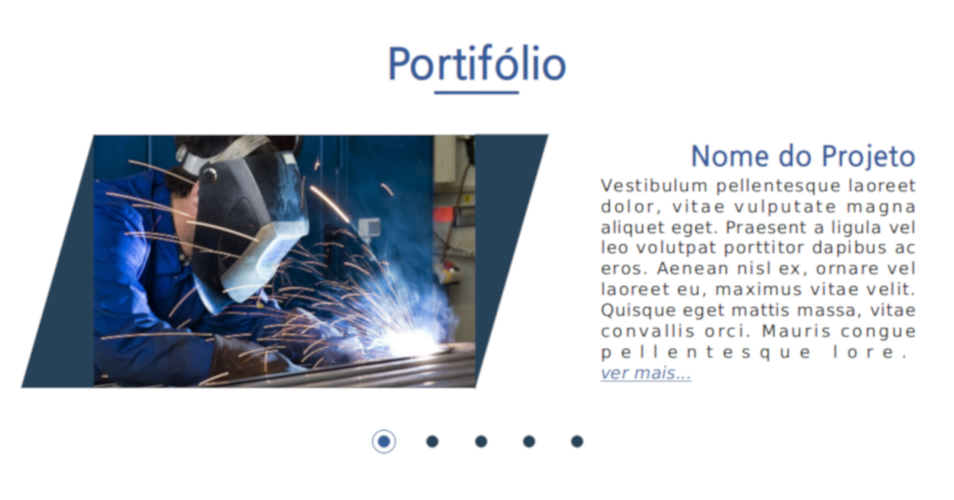 Portifólio
Nome do Projeto
Vestibulum pellentesque laoreet
dolor, vitae vulputate magna
aliquet eget. Praesent a ligula vel
leo volutpat porttitor dapibus ac
eros. Aenean nisl ex, ornare vel
laoreet eu, maximus vitae velit.
Quisque eget mattis massa, vitae
convallis orci. Mauris congue
pellentesque lore.
ver mais...